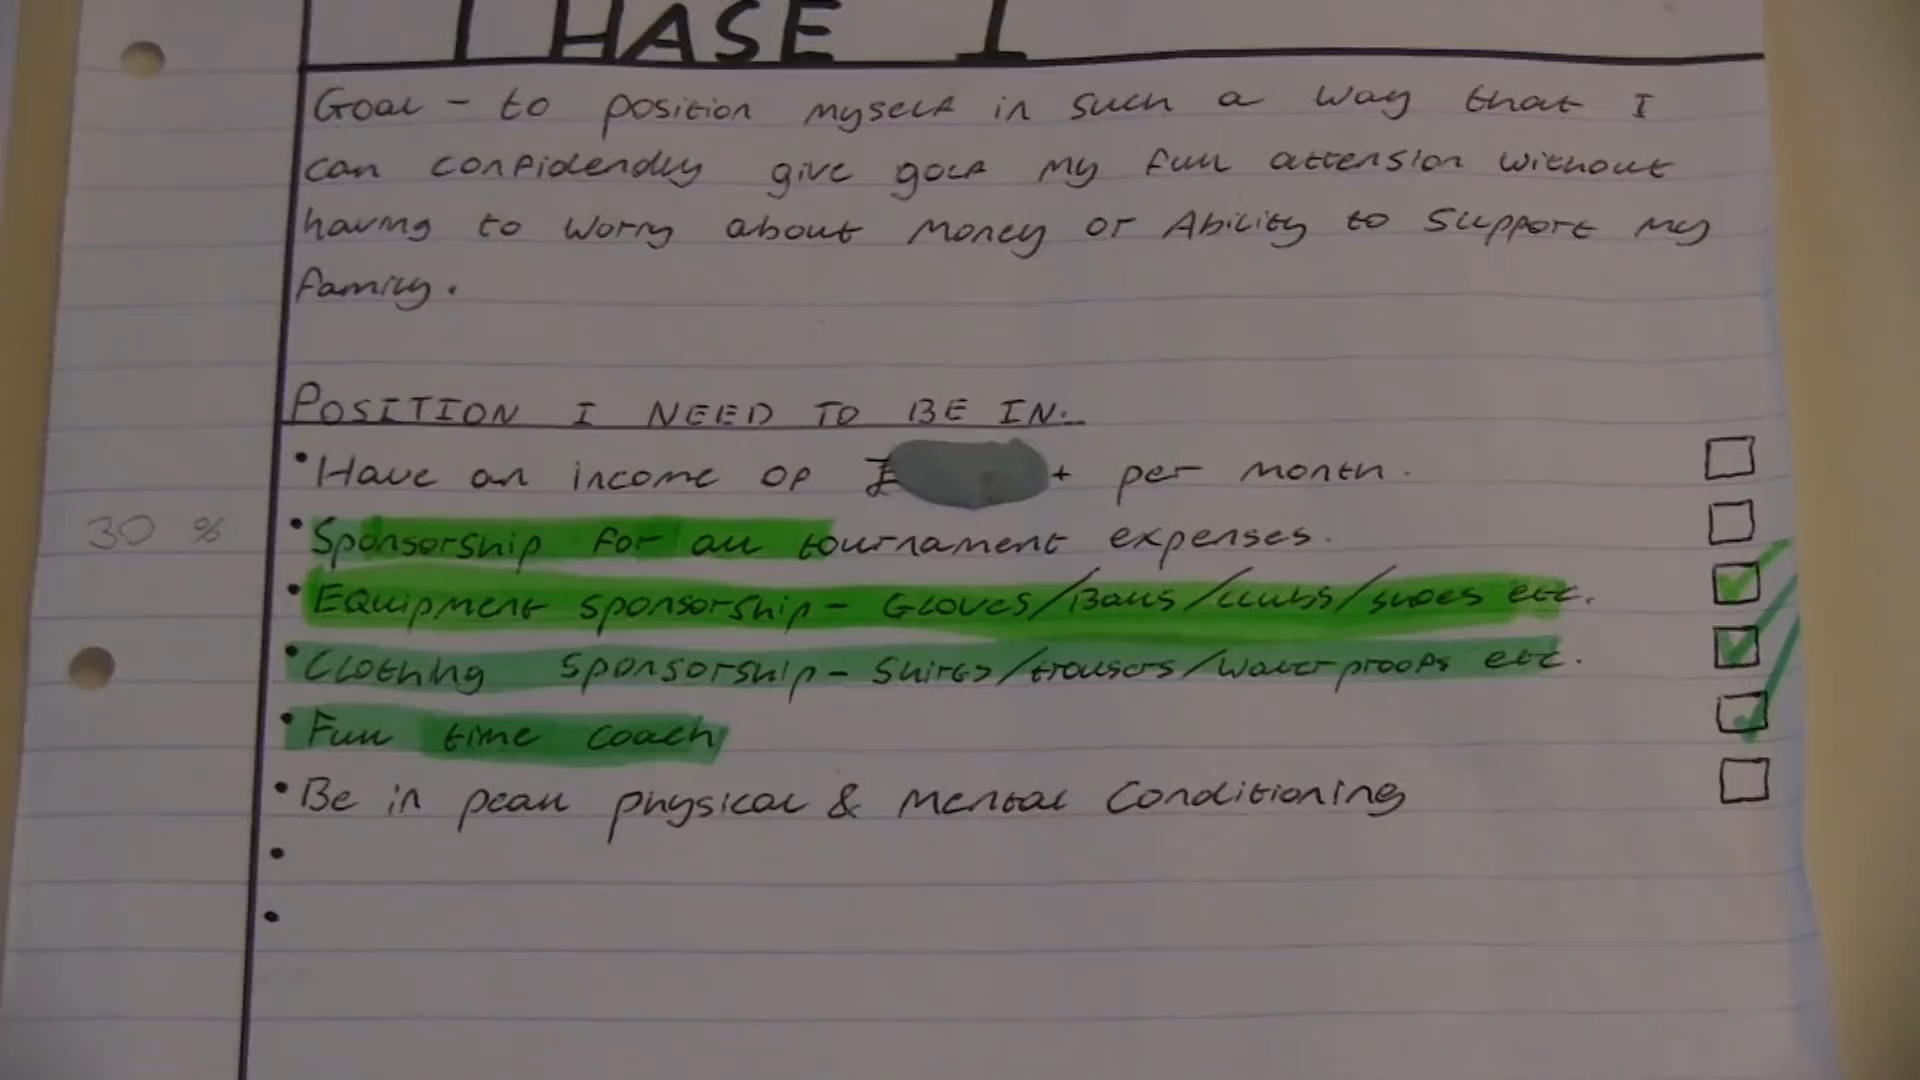 PHASE 1
Goal - to position myself in such a way that I
can confidendly give golf my full attension without
having to worry about money or Ability to support my
family.
POSITION I NEED TO BE IN.
• Have an income of £ + per month.
30 %
• Sponsorship for all tournament expenses.
• Equipment sponsorship - Gloves/Balls/clubs/shoes etc.
• Clothing sponsorship - Shirts/trousers/waterproofs etc.
• Full time coach
• Be in peak physical & mental conditioning
•
•